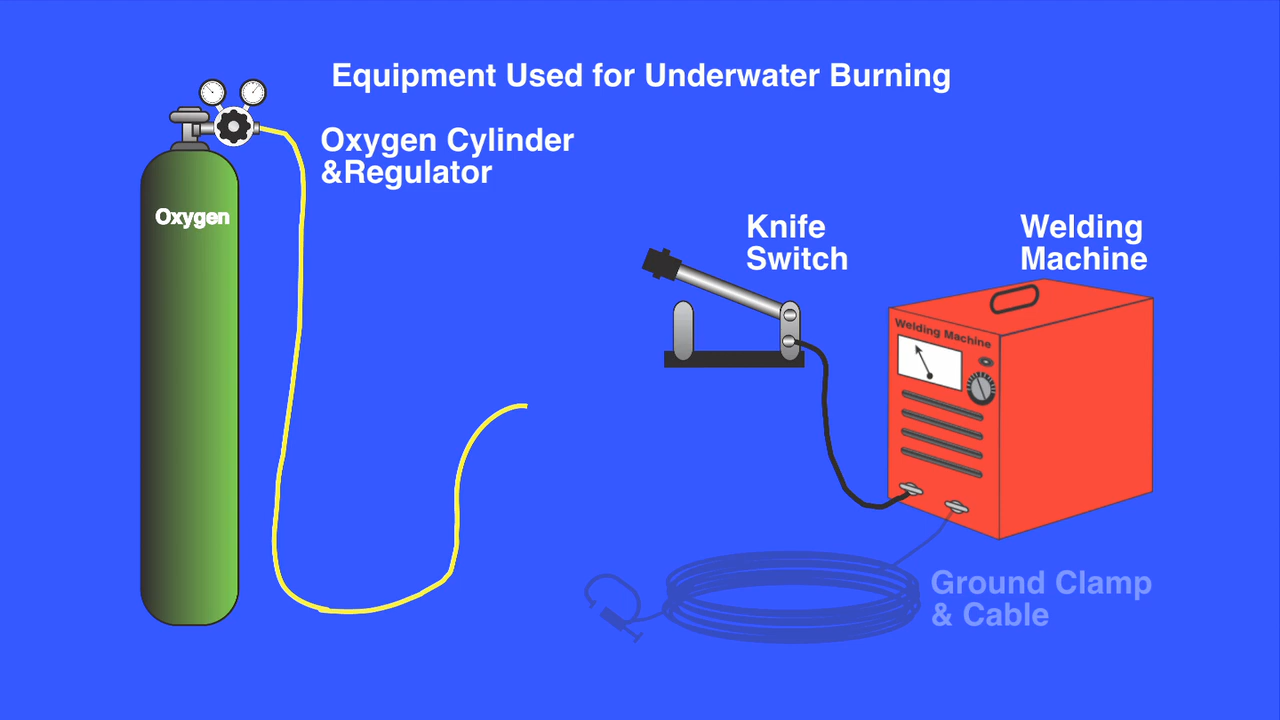 Equipment Used for Underwater Burning
Oxygen Cylinder
&Regulator
Oxygen
Knife
Switch
Welding
Machine
Welding Machine
Ground Clamp
& Cable